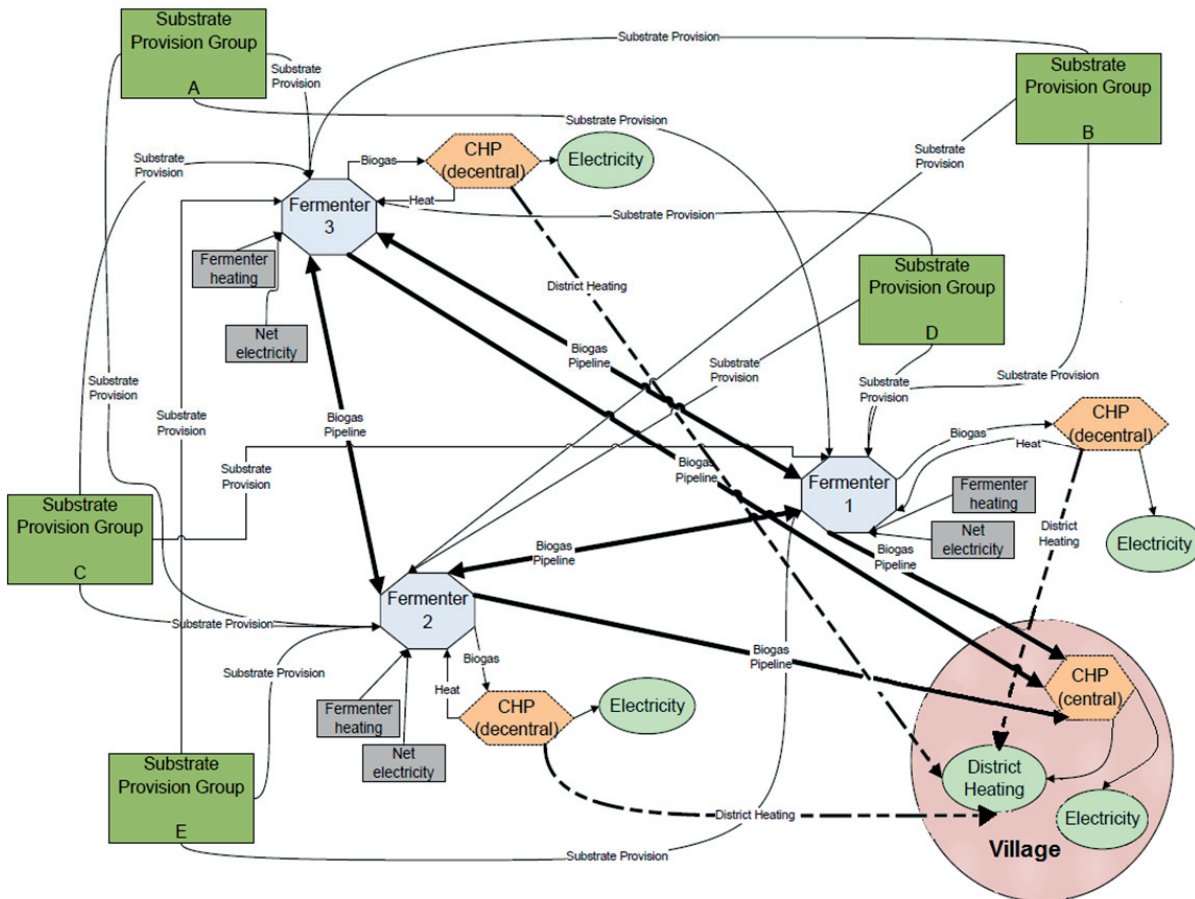 Substrate
Provision Group
A
Substrate Provision
Substrate
Provision Group
B
Substrate
Provision
Substrate Provision
Substrate
Provision
Substrate
Provision
Biogas
CHP
(decentral)
Electricity
Heat
Fermenter
3
Substrate Provision
Fermenter
heating
Net
electricity
District Heating
Substrate
Provision Group
D
Biogas
Pipeline
Substrate
Provision
Substrate
Provision
Substrate Provision
Substrate
Provision
Biogas
Pipeline
CHP
(decentral)
Biogas
Heat
Substrate
Provision
Biogas
Pipeline
Fermenter
1
Fermenter
heating
Net
electricity
District
Heating
Electricity
Substrate
Provision Group
C
Biogas
Pipeline
Biogas
Pipeline
Fermenter
2
Substrate Provision
Biogas
Pipeline
Substrate Provision
Biogas
Heat
CHP
(decentral)
Electricity
Fermenter
heating
Net
electricity
CHP
(central)
District
Heating
Electricity
Village
Substrate
Provision Group
E
District Heating
Substrate Provision